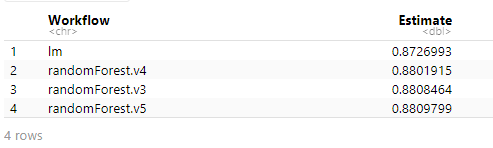 Workflow Estimate
<chr> <dbl>
1 lm 0.8726993
2 randomForest.v4 0.8801915
3 randomForest.v3 0.8808464
4 randomForest.v5 0.8809799
4 rows